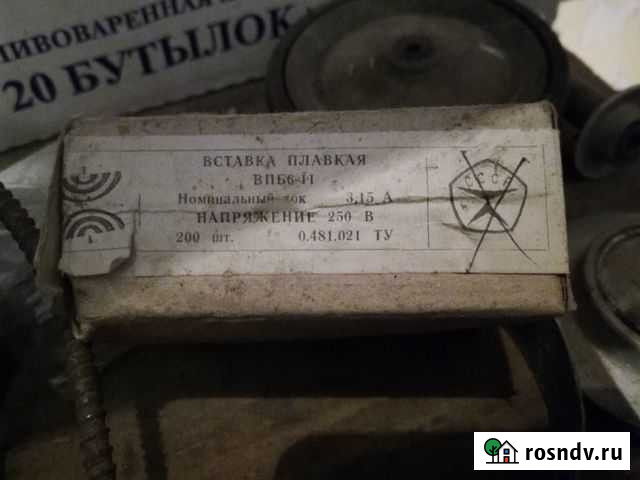 ПИВОВАРЕННАЯ
20 БУТЫЛОК
ВСТАВКА ПЛАВКАЯ
ВПБ6-11
Номинальный ток 3,15 А
НАПРЯЖЕНИЕ 250 В
200 шт. 0.481.021 ТУ
СССР
rosndv.ru